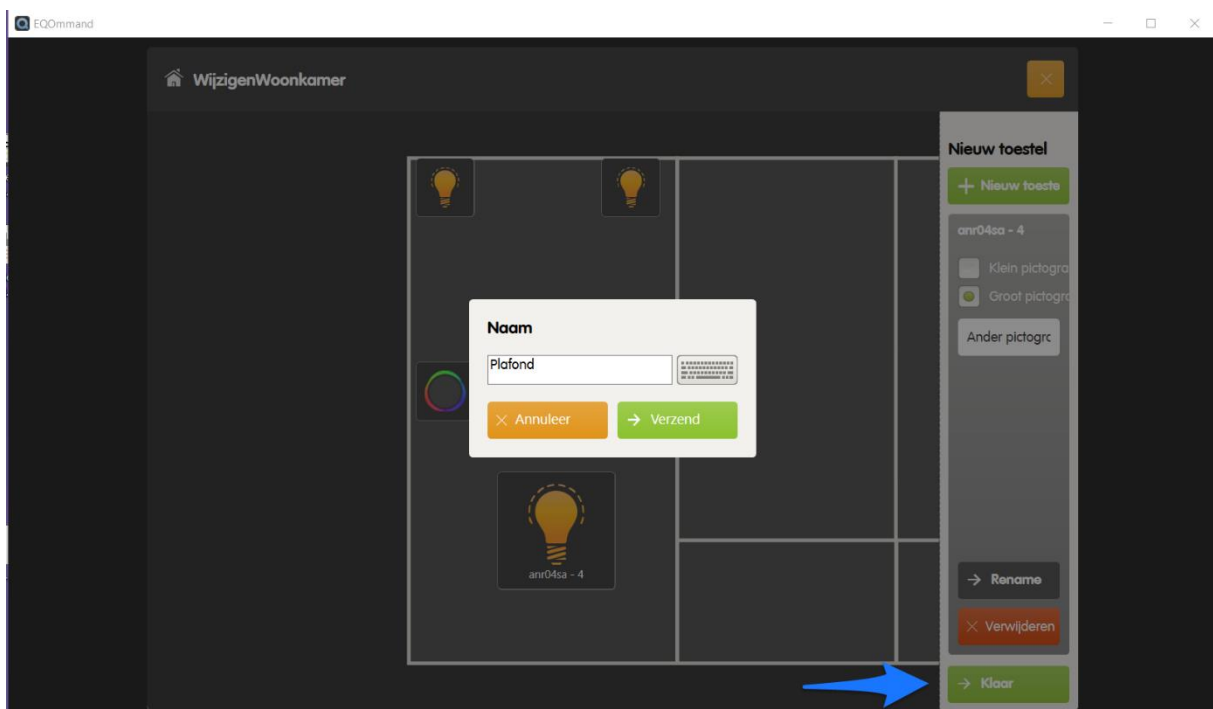 EQOmmand
WijzigenWoonkamer
Nieuw toestel
Nieuw toeste
anr04sa - 4
Klein pictogra
Groot pictogra
Ander pictogrc
Naam
Plafond
Annuleer
Verzend
anr04sa - 4
Rename
Verwijderen
Klaar